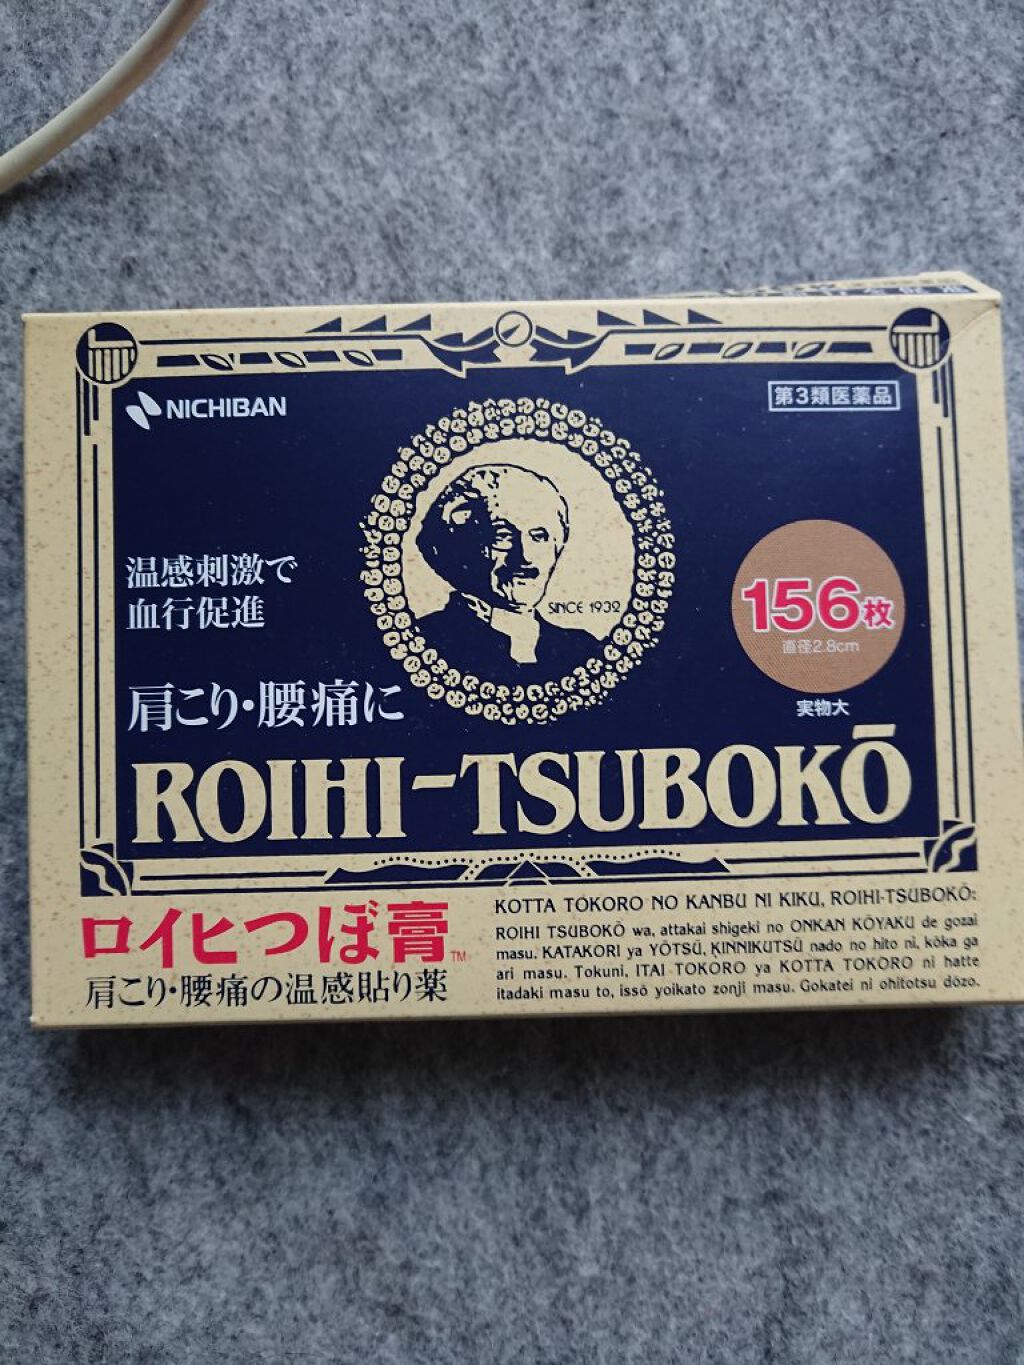 NICHIBAN
第3類医薬品
温感刺激で
血行促進
肩こり・腰痛に
SINCE 1932
156枚
直径2.8cm
実物大
ROIHI-TSUBOKŌ
ロイヒつぼ膏™
肩こり・腰痛の温感貼り薬
KOTTA TOKORO NO KANBU NI KIKU, ROIHI-TSUBOKŌ:
ROIHI TSUBOKŌ wa, attakai shigeki no ONKAN KŌYAKU de gozai
masu. KATAKORI ya YŌTSŪ, KINNIKUTSŪ nado no hito ni, kōka ga
ari masu. Tokuni, ITAI TOKORO ya KOTTA TOKORO ni hatte
itadaki masu to, issō yoikato zonji masu. Gokatei ni ohitotsu dōzo.